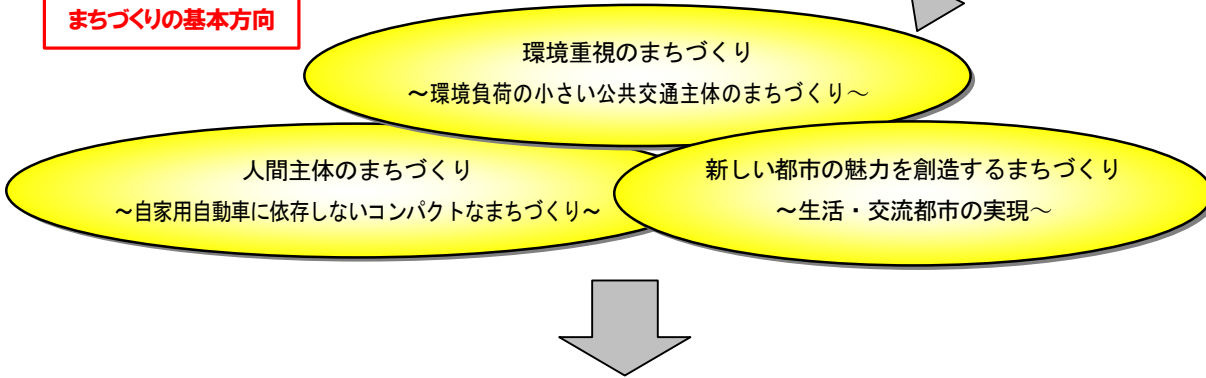 まちづくりの基本方向
環境重視のまちづくり
～環境負荷の小さい公共交通主体のまちづくり～
人間主体のまちづくり
～自家用自動車に依存しないコンパクトなまちづくり～
新しい都市の魅力を創造するまちづくり
～生活・交流都市の実現～